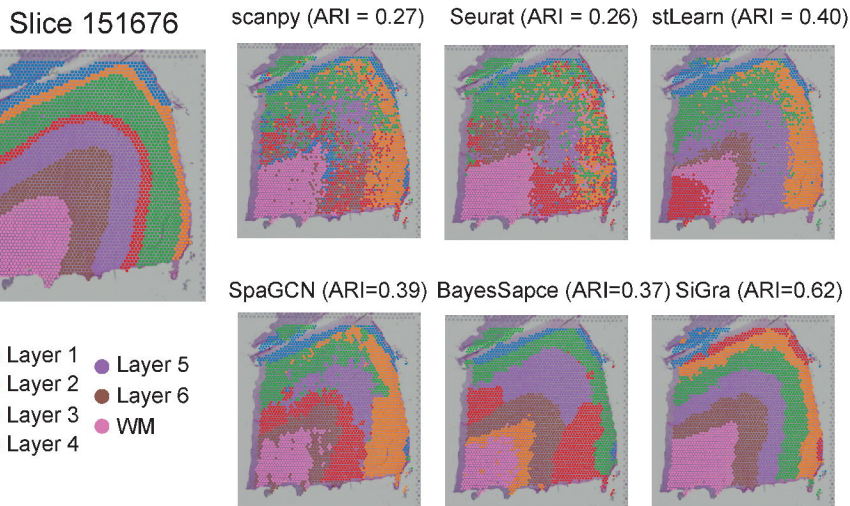 Slice 151676
scanpy (ARI = 0.27)
Seurat (ARI = 0.26)
stLearn (ARI = 0.40)
SpaGCN (ARI=0.39)
BayesSapce (ARI=0.37)
SiGra (ARI=0.62)
Layer 1
Layer 2
Layer 3
Layer 4
Layer 5
Layer 6
WM